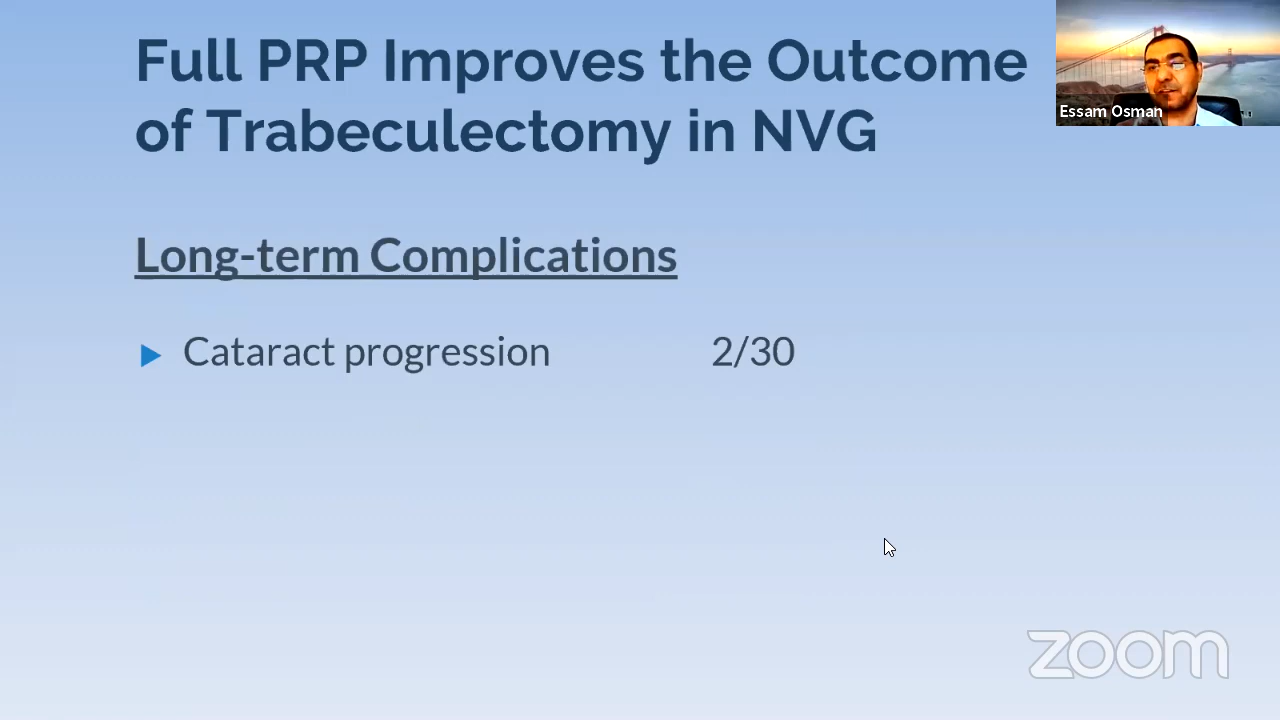 Full PRP Improves the Outcome
of Trabeculectomy in NVG
Essam Osman
Long-term Complications
Cataract progression 2/30
zoom